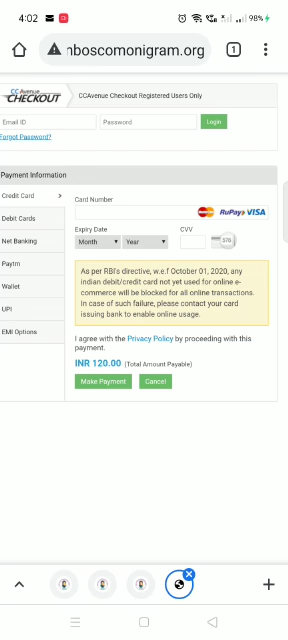 4:02
98%
nboscomonigram.org
1
CCAvenue
CHECKOUT
CCAvenue Checkout Registered Users Only
Email ID
Password
Login
Forgot Password?
Payment Information
Credit Card
Debit Cards
Net Banking
Paytm
Wallet
UPI
EMI Options
Card Number
RuPay VISA
Expiry Date
CVV
Month
Year
As per RBI's directive, w.e.f October 01, 2020, any
indian debit/credit card not yet used for online e-
commerce will be blocked for all online transactions.
In case of such failure, please contact your card
issuing bank to enable online usage.
I agree with the Privacy Policy by proceeding with this
payment.
INR 120.00 (Total Amount Payable)
Make Payment
Cancel